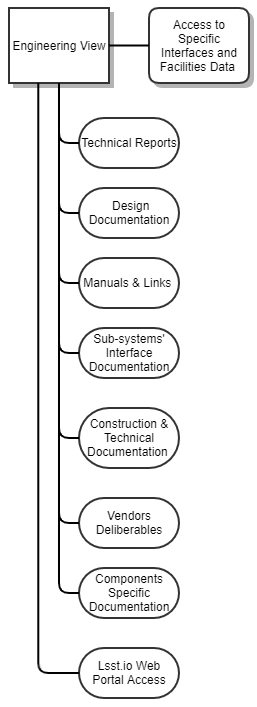 Engineering View
Access to
Specific
Interfaces and
Facilities Data
Technical Reports
Design
Documentation
Manuals & Links
Sub-systems'
Interface
Documentation
Construction &
Technical
Documentation
Vendors
Deliberables
Components
Specific
Documentation
Lsst.io Web
Portal Access